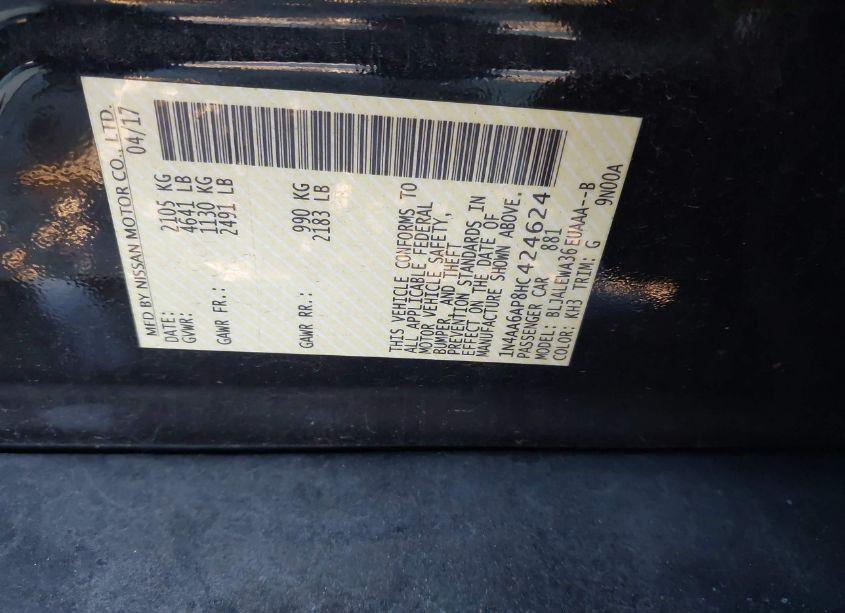 MFD BY NISSAN MOTOR CO., LTD.
DATE: 04/17
GVWR: 2105 KG
4641 LB
GAWR FR.: 1130 KG
2491 LB
GAWR RR.: 990 KG
2183 LB
THIS VEHICLE CONFORMS TO
ALL APPLICABLE FEDERAL
MOTOR VEHICLE SAFETY,
BUMPER, AND THEFT
PREVENTION STANDARDS IN
EFFECT ON THE DATE OF
MANUFACTURE SHOWN ABOVE.
1N4AA6AP8HC424624
PASSENGER CAR 881
MODEL: BL1ALEWA36EUAAA--B
COLOR: KH3 TRIM: G 9N00A